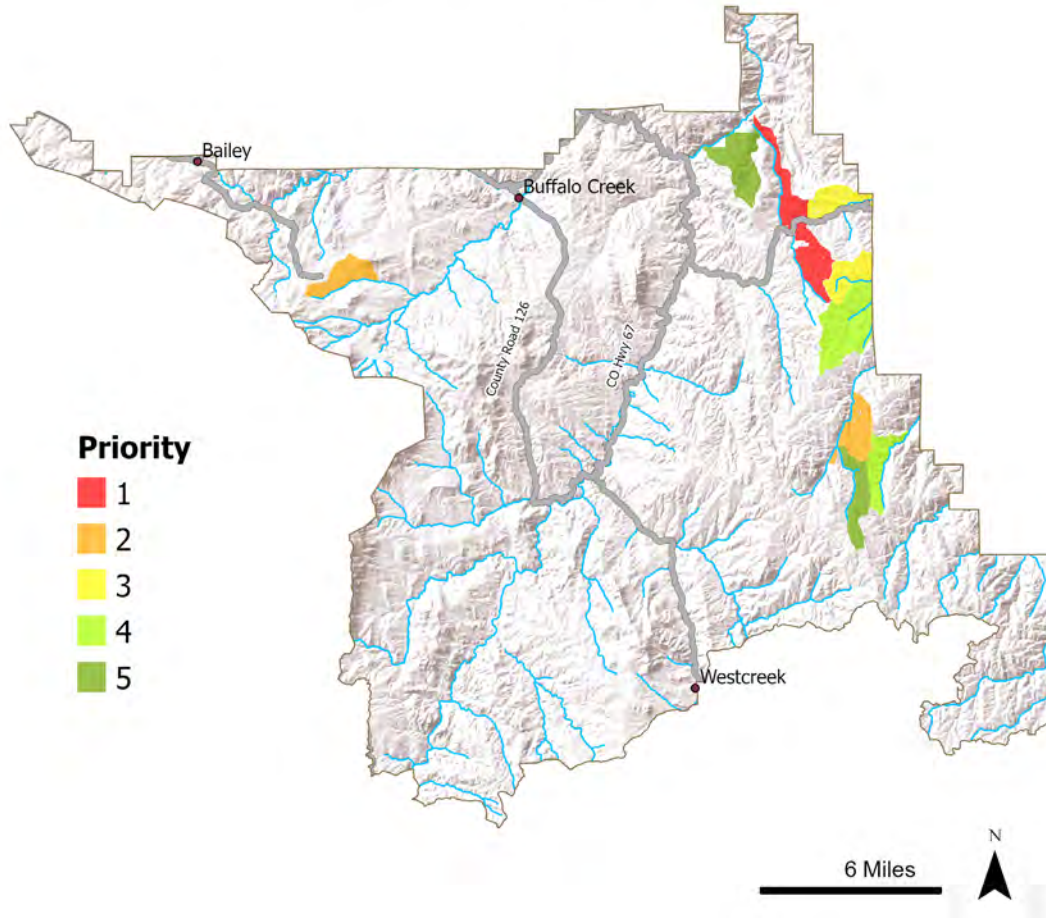 Bailey
Buffalo Creek
County Road 126
CO Hwy 67
Priority
1
2
3
4
5
Westcreek
N
6 Miles